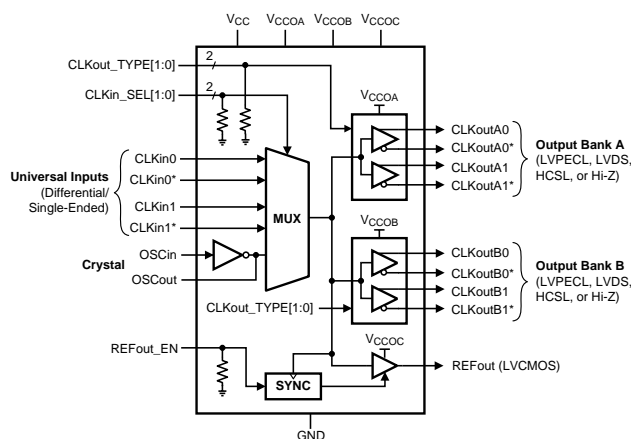 VCC VCCOA VCCOB VCCOC
CLKout_TYPE[1:0] 2
CLKin_SEL[1:0] 2
VCCOA
CLKoutA0
CLKoutA0*
CLKoutA1
CLKoutA1*
Output Bank A
(LVPECL, LVDS,
HCSL, or Hi-Z)
Universal Inputs
(Differential/
Single-Ended)
CLKin0
CLKin0*
CLKin1
CLKin1*
MUX
Crystal
OSCin
OSCout
VCCOB
CLKoutB0
CLKoutB0*
CLKoutB1
CLKoutB1*
Output Bank B
(LVPECL, LVDS,
HCSL, or Hi-Z)
CLKout_TYPE[1:0]
REFout_EN
VCCOC
REFout (LVCMOS)
SYNC
GND